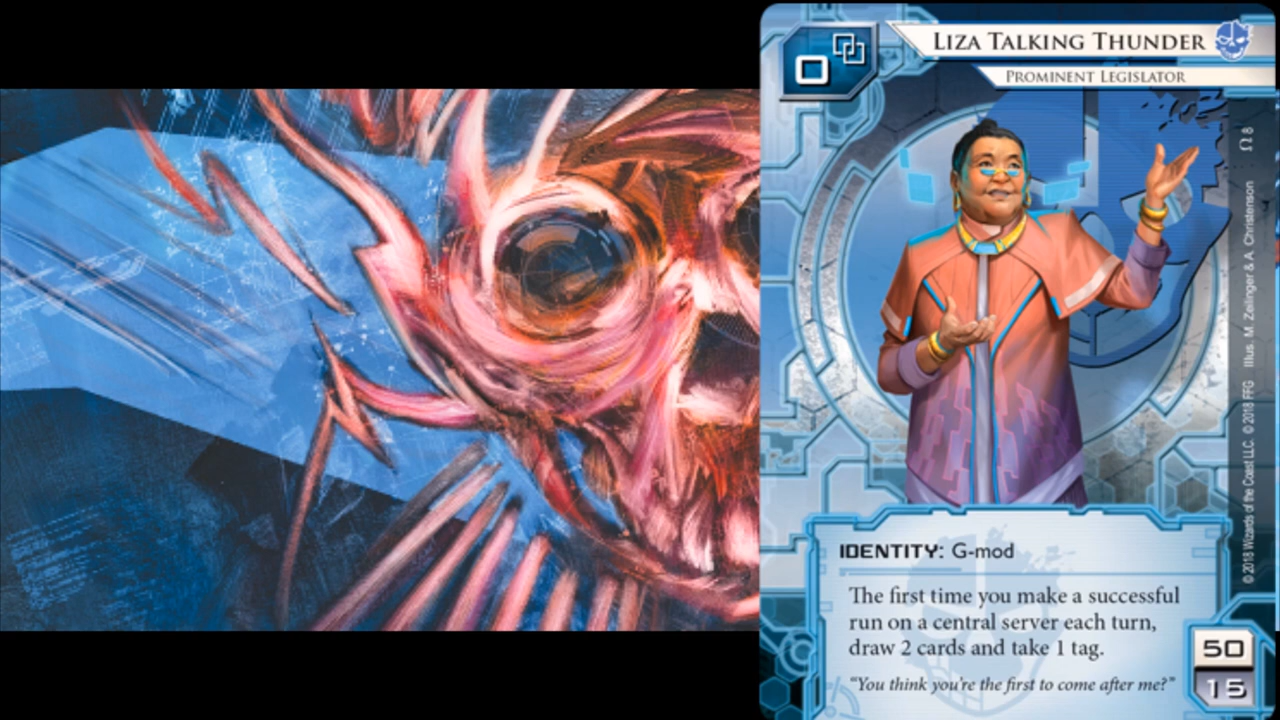 0
LIZA TALKING THUNDER
PROMINENT LEGISLATOR
Ω 8
© 2018 Wizards of the Coast LLC. © 2018 FFG Illus. M. Zeilinger & A. Christenson
IDENTITY: G-mod
The first time you make a successful
run on a central server each turn,
draw 2 cards and take 1 tag.
"You think you're the first to come after me?"
50
15